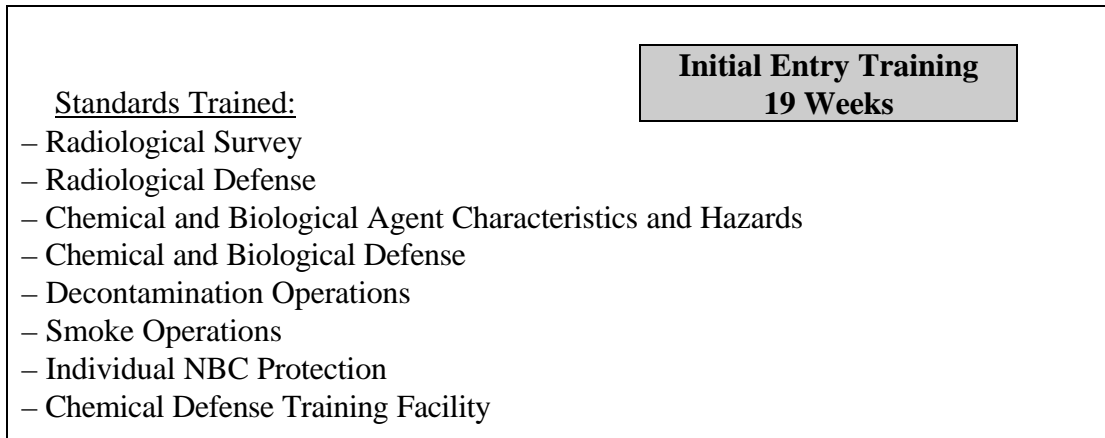 Initial Entry Training
19 Weeks
Standards Trained:
– Radiological Survey
– Radiological Defense
– Chemical and Biological Agent Characteristics and Hazards
– Chemical and Biological Defense
– Decontamination Operations
– Smoke Operations
– Individual NBC Protection
– Chemical Defense Training Facility